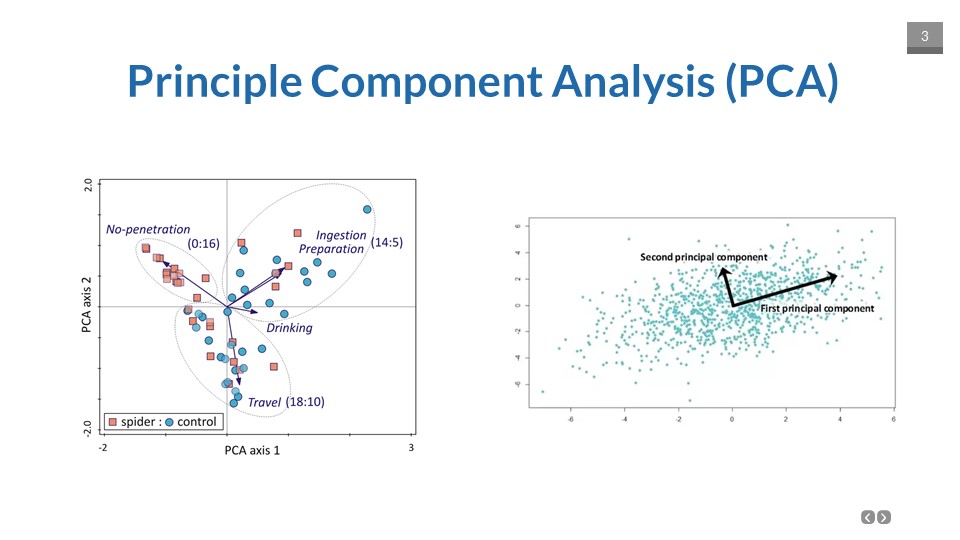 3
Principle Component Analysis (PCA)
2.0
No-penetration
(0:16)
Ingestion
Preparation
(14:5)
PCA axis 2
Drinking
Travel (18:10)
spider : control
-2.0
-2
PCA axis 1
3
6
4
2
0
-2
-4
-6
Second principal component
First principal component
-6
-4
-2
0
2
4
6